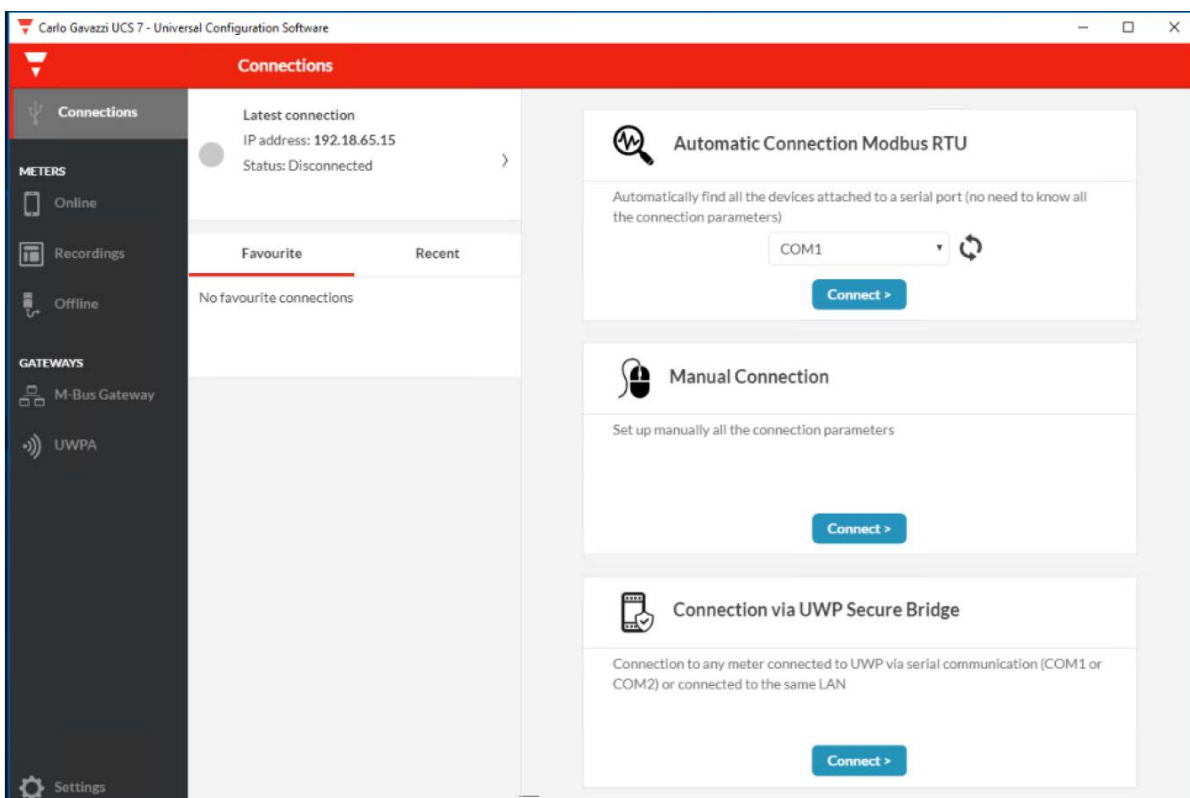 Carlo Gavazzi UCS 7 - Universal Configuration Software
Connections
Connections
METERS
Online
Recordings
Offline
GATEWAYS
M-Bus Gateway
UWPA
Settings
Latest connection
IP address: 192.18.65.15
Status: Disconnected
Favourite Recent
No favourite connections
Automatic Connection Modbus RTU
Automatically find all the devices attached to a serial port (no need to know all
the connection parameters)
COM1
Connect >
Manual Connection
Set up manually all the connection parameters
Connect >
Connection via UWP Secure Bridge
Connection to any meter connected to UWP via serial communication (COM1 or
COM2) or connected to the same LAN
Connect >